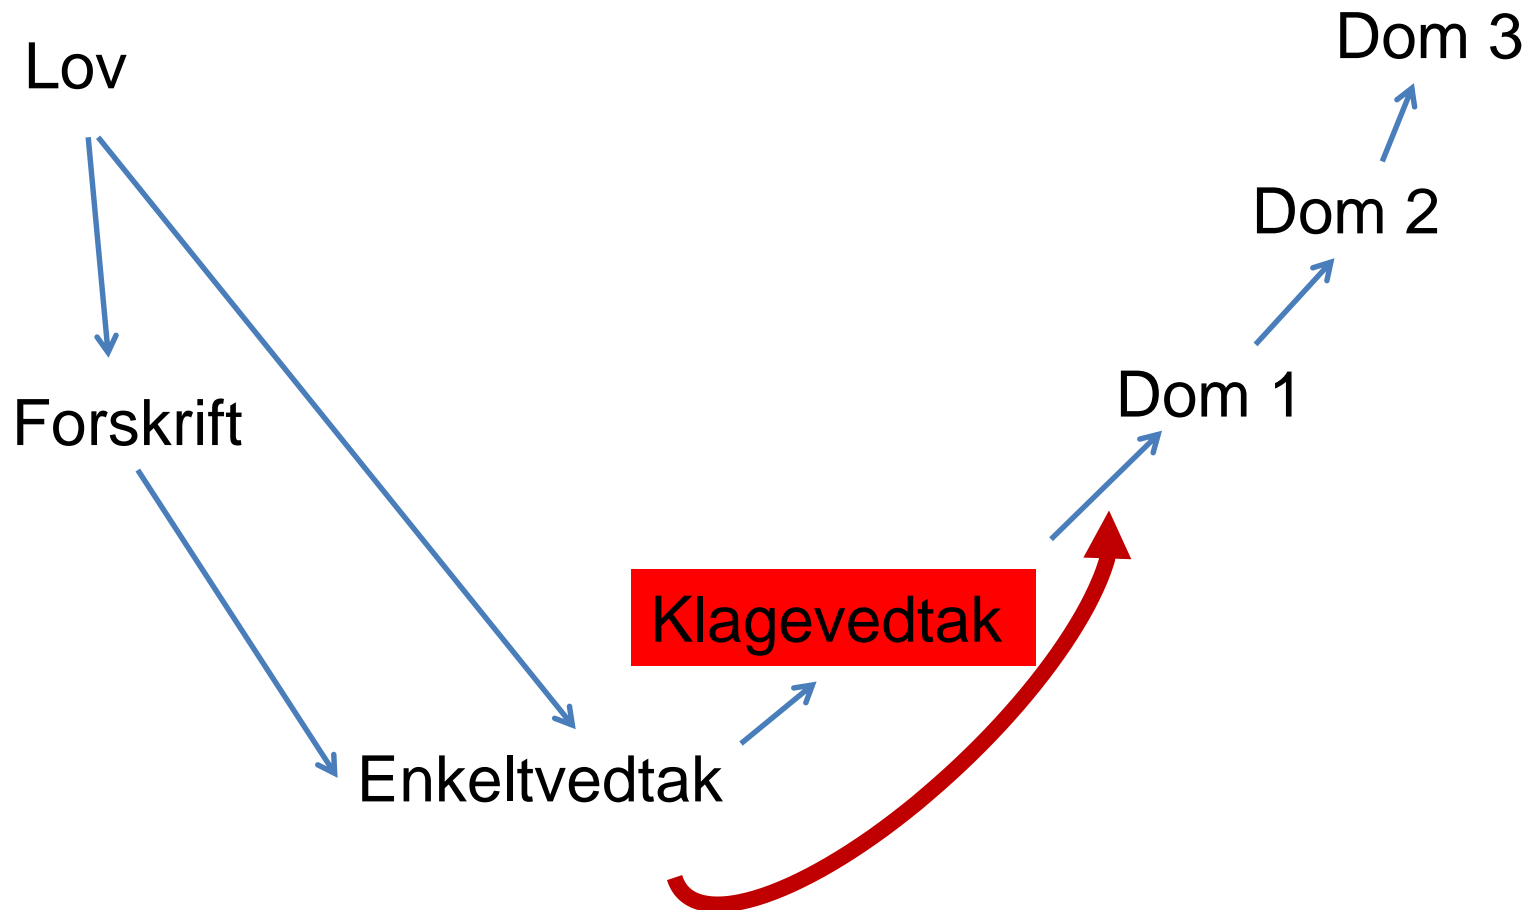 Lov
Forskrift
Enkeltvedtak
Klagevedtak
Dom 1
Dom 2
Dom 3